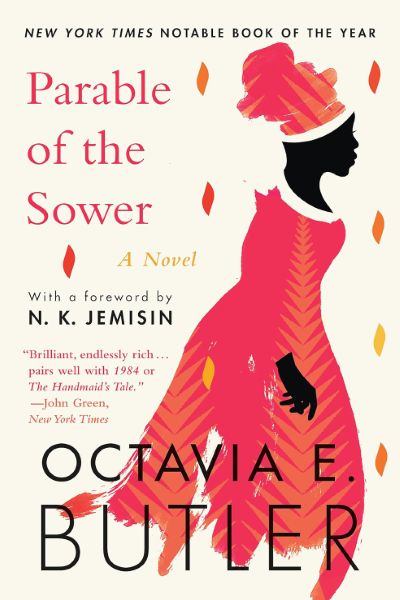 NEW YORK TIMES NOTABLE BOOK OF THE YEAR
Parable
of the
Sower
A Novel
With a foreword by
N. K. JEMISIN
“Brilliant, endlessly rich…
pairs well with 1984 or
The Handmaid’s Tale.”
—John Green,
New York Times
OCTAVIA E.
BUTLER